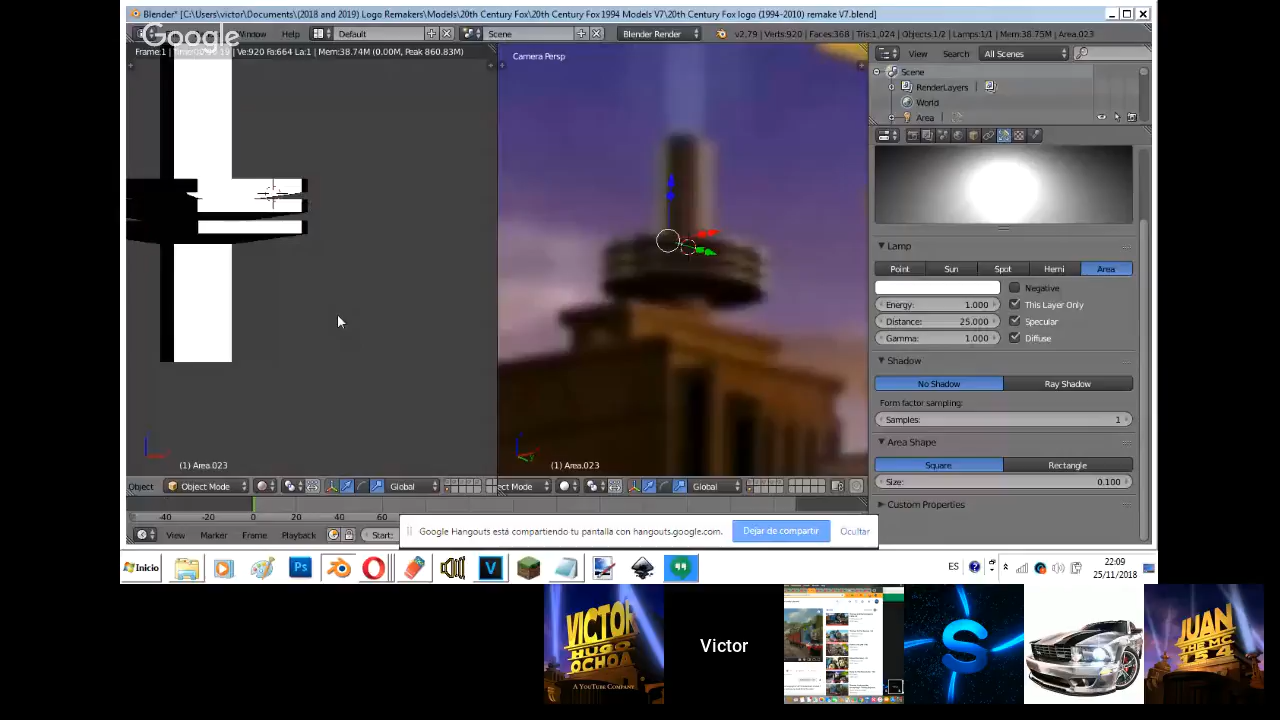 Blender* [C:\Users\victor\Documents\(2018 and 2019) Logo Remakers\Models\20th Century Fox\20th Century Fox 1994 Models V7\20th Century Fox logo (1994-2010) remake V7.blend]
Google
Window
Default
Scene
Blender Render
v2.79 | Verts:920 | Faces:368 | Tris:1,024 | Objects:1/2 | Lamps:1/1 | Mem:38.75M | Area.023
Ve:920 Fa:664 La:1 | Mem:38.74M (0.00M, Peak 860.83M)
Camera Persp
View
Search
All Scenes
Scene
RenderLayers
World
Area
Lamp
Point
Sun
Spot
Hemi
Area
Negative
Energy: 1.000
This Layer Only
Distance: 25.000
Specular
Gamma: 1.000
Diffuse
Shadow
No Shadow
Ray Shadow
Form factor sampling:
Samples: 1
Area Shape
Square
Rectangle
Size: 0.100
Custom Properties
(1) Area.023
(1) Area.023
Object
Object Mode
Global
ect Mode
Global
-40
-20
0
20
40
60
View
Marker
Frame
Playback
Start:
Google Hangouts está compartiendo tu pantalla con hangouts.google.com.
Dejar de compartir
Ocultar
Inicio
Ps
V
ES
22:09
25/11/2018
VICTOR
A YOUTUBE COMPANY
Victor
JUAN